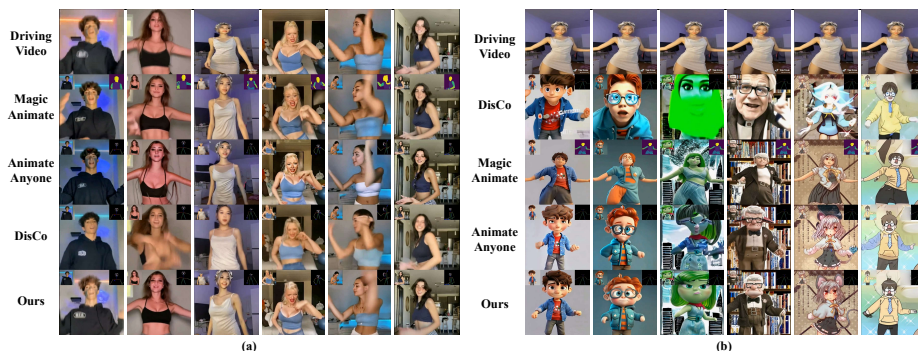 Driving
Video
Magic
Animate
Animate
Anyone
DisCo
Ours
(a)
Driving
Video
DisCo
Magic
Animate
Animate
Anyone
Ours
(b)